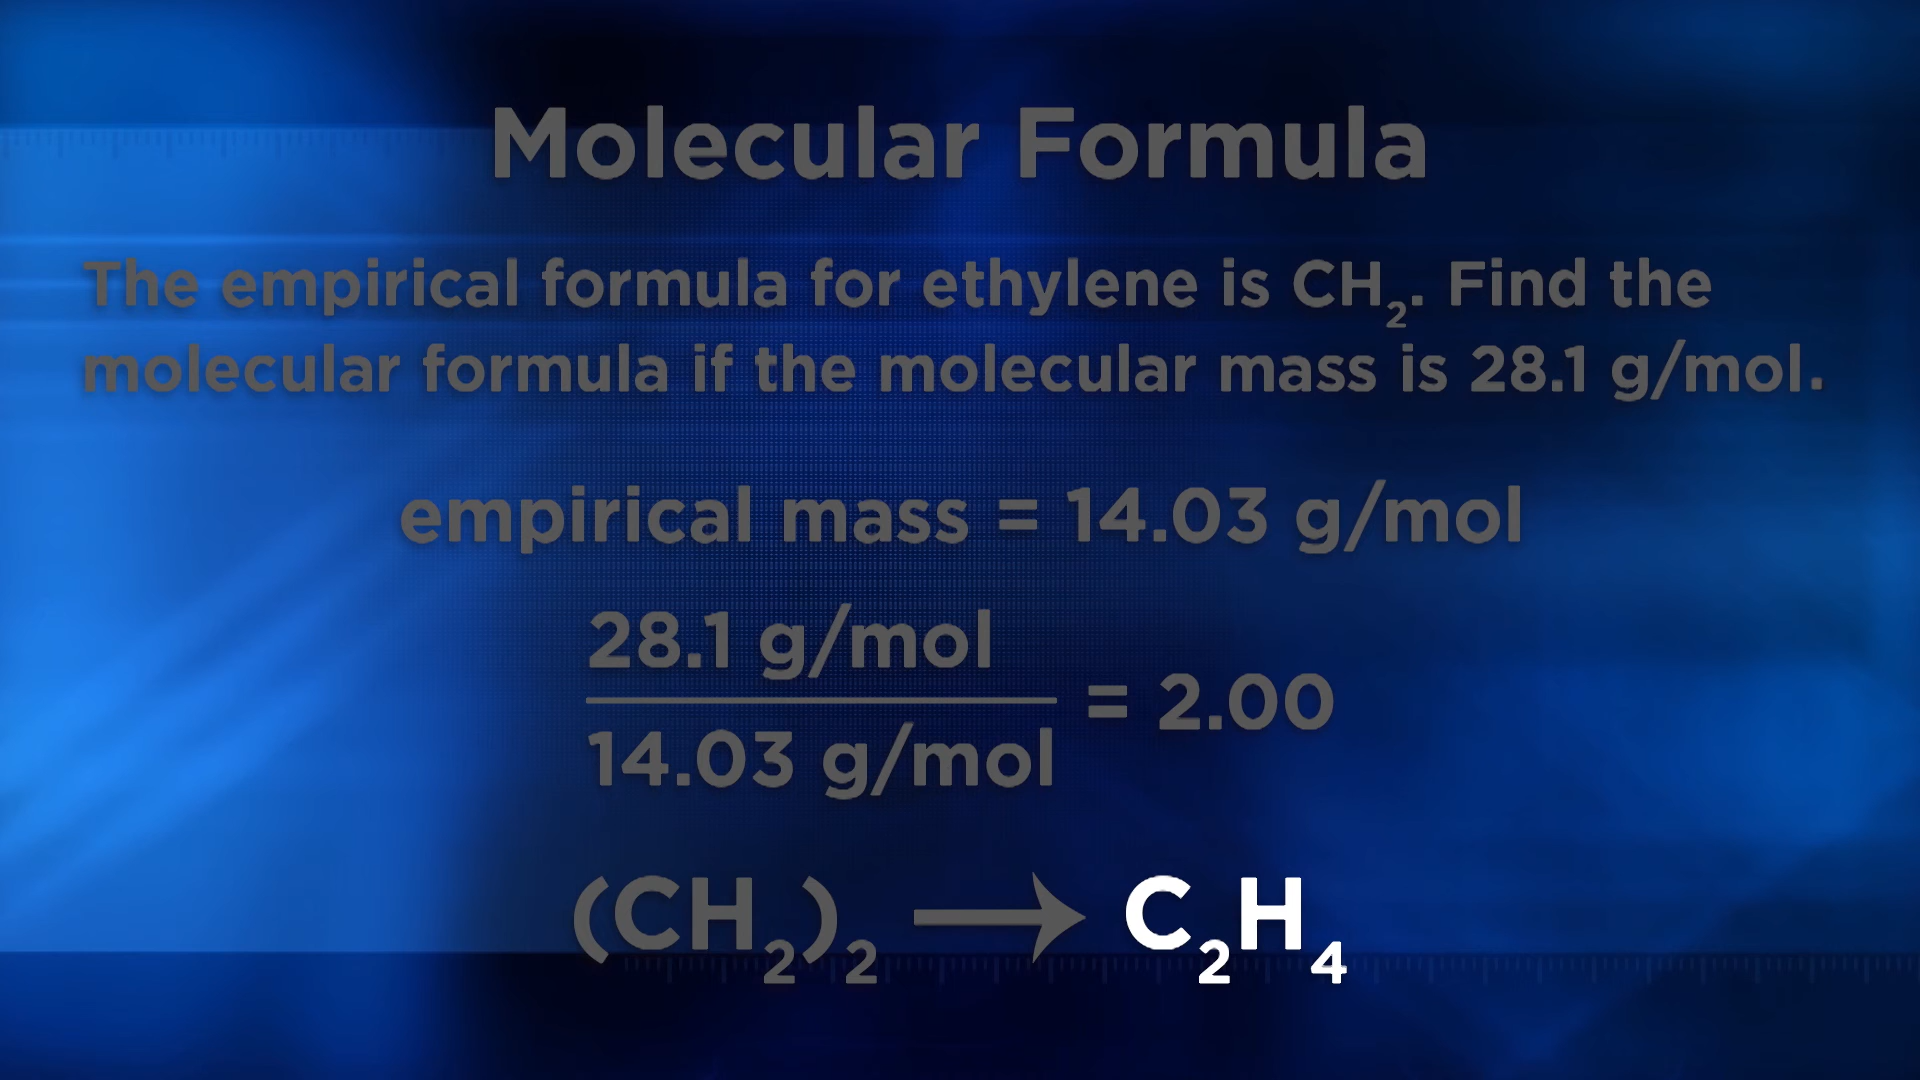 Molecular Formula
The empirical formula for ethylene is CH₂. Find the
molecular formula if the molecular mass is 28.1 g/mol.
empirical mass = 14.03 g/mol
28.1 g/mol
14.03 g/mol
= 2.00
(CH₂)₂ → C₂H₄